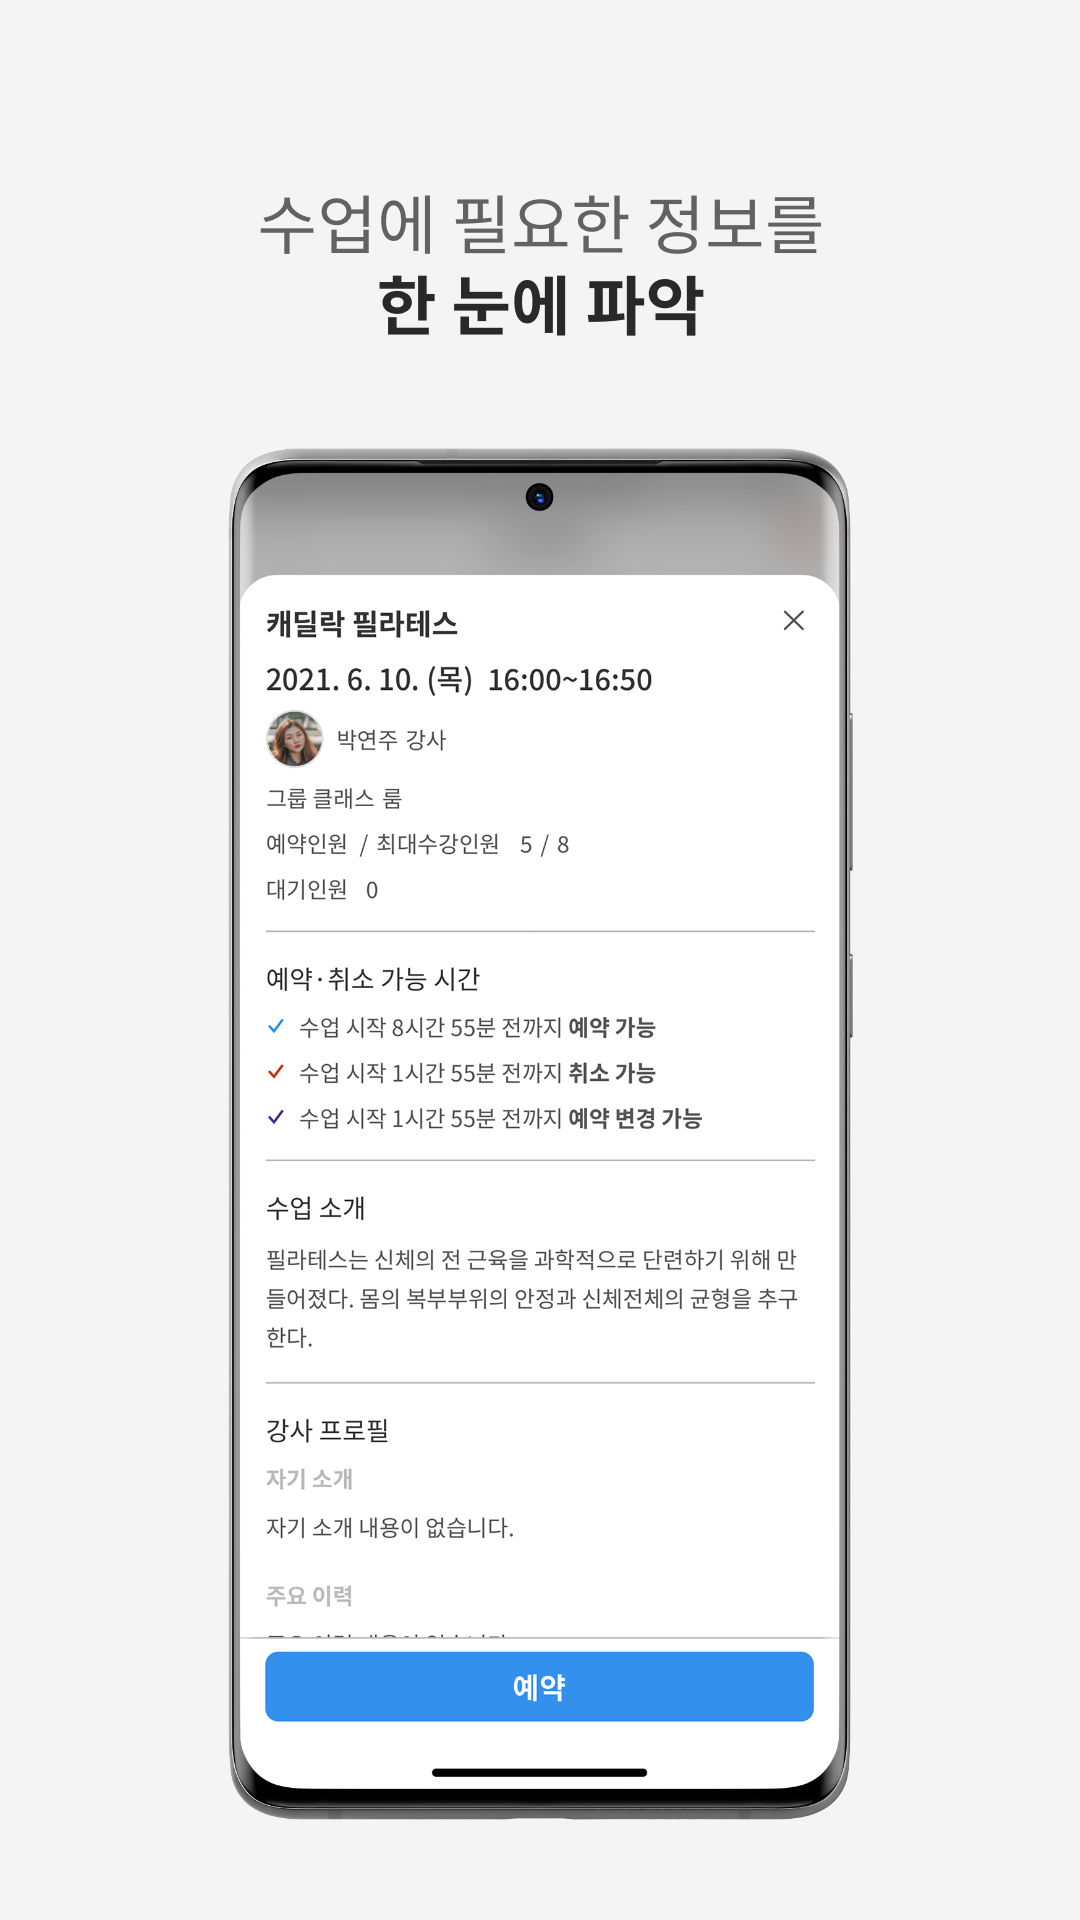 수업에 필요한 정보를
한 눈에 파악
캐딜락 필라테스
2021. 6. 10. (목) 16:00~16:50
박연주 강사
그룹 클래스 룸
예약인원 / 최대수강인원 5 / 8
대기인원 0
예약·취소 가능 시간
수업 시작 8시간 55분 전까지 예약 가능
수업 시작 1시간 55분 전까지 취소 가능
수업 시작 1시간 55분 전까지 예약 변경 가능
수업 소개
필라테스는 신체의 전 근육을 과학적으로 단련하기 위해 만
들어졌다. 몸의 복부부위의 안정과 신체전체의 균형을 추구
한다.
강사 프로필
자기 소개
자기 소개 내용이 없습니다.
주요 이력
예약